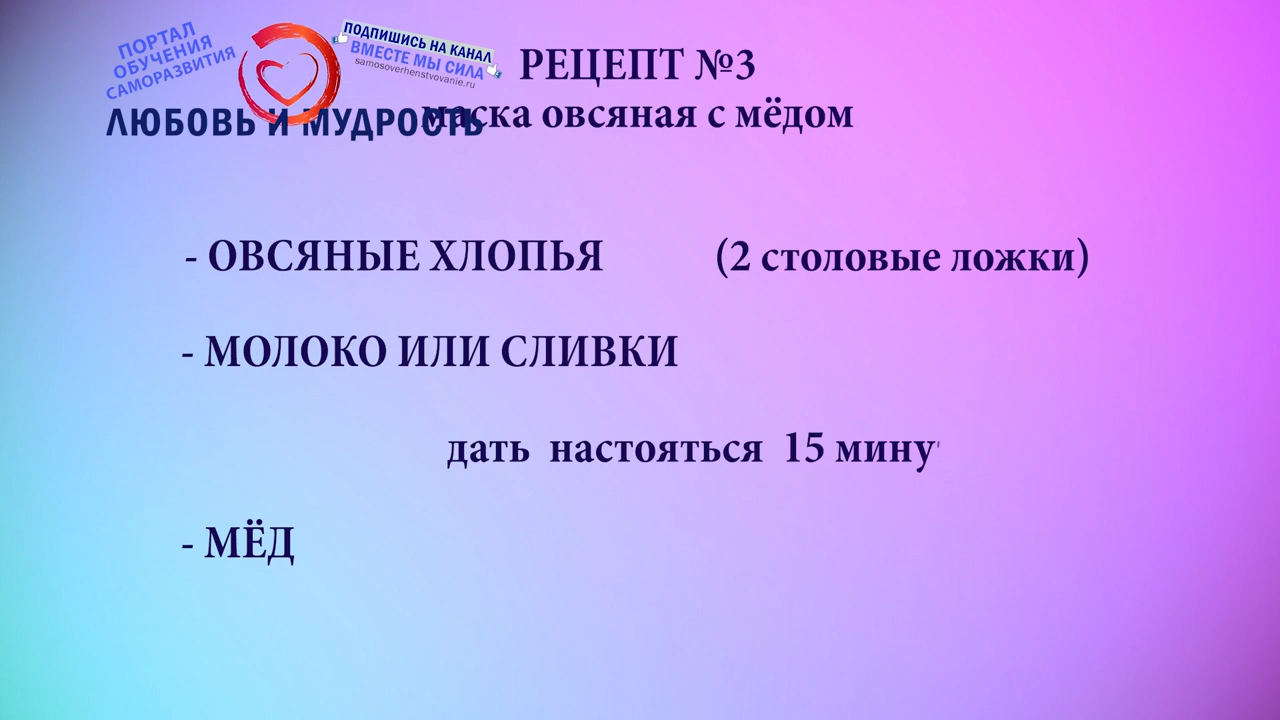 ПОРТАЛ
ОБУЧЕНИЯ
САМОРАЗВИТИЯ
ПОДПИШИСЬ НА КАНАЛ
ВМЕСТЕ МЫ СИЛА
samosoverhenstvovanie.ru
ЛЮБОВЬ И МУДРОСТЬ
РЕЦЕПТ №3
маска овсяная с мёдом
- ОВСЯНЫЕ ХЛОПЬЯ (2 столовые ложки)
- МОЛОКО ИЛИ СЛИВКИ
дать настояться 15 мину
- МЁД